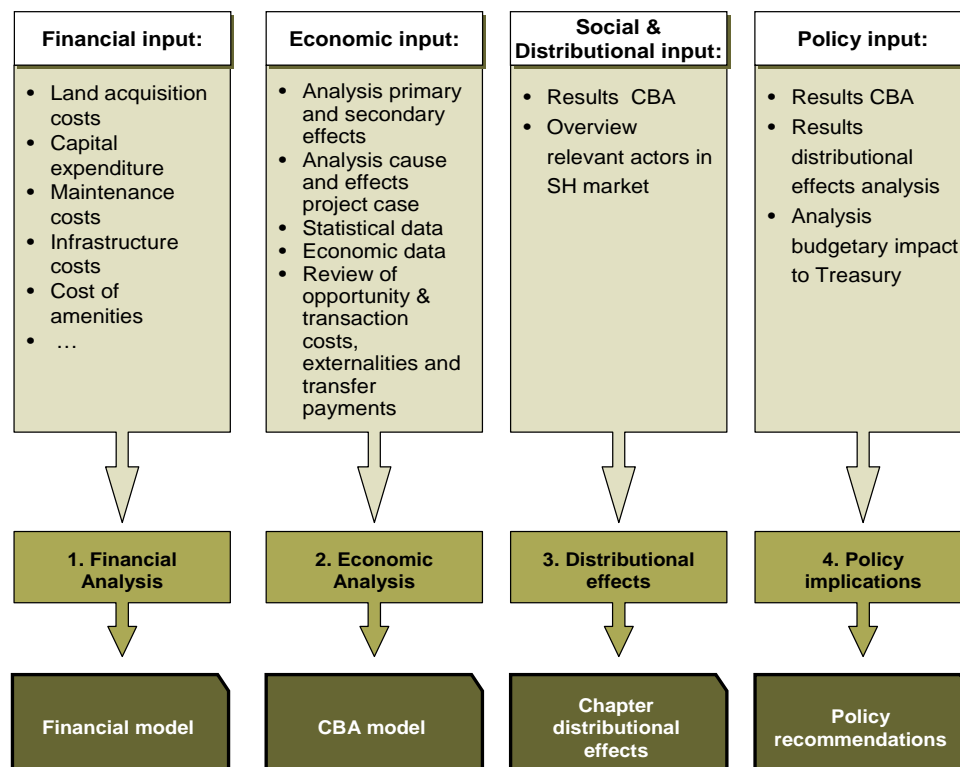 Financial input:
• Land acquisition
costs
• Capital
expenditure
• Maintenance
costs
• Infrastructure
costs
• Cost of
amenities
• …
1. Financial
Analysis
Financial model
Economic input:
• Analysis primary
and secondary
effects
• Analysis cause
and effects
project case
• Statistical data
• Economic data
• Review of
opportunity &
transaction
costs,
externalities and
transfer
payments
2. Economic
Analysis
CBA model
Social &
Distributional input:
• Results CBA
• Overview
relevant actors in
SH market
3. Distributional
effects
Chapter
distributional
effects
Policy input:
• Results CBA
• Results
distributional
effects analysis
• Analysis
budgetary impact
to Treasury
4. Policy
implications
Policy
recommendations